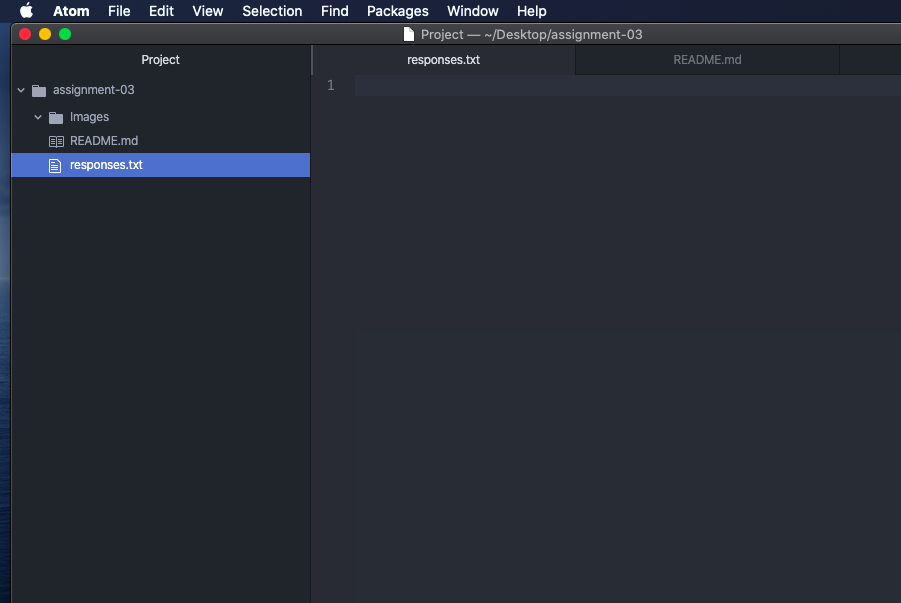 Atom File Edit View Selection Find Packages Window Help
Project — ~/Desktop/assignment-03
Project
responses.txt
README.md
assignment-03
Images
README.md
responses.txt
1